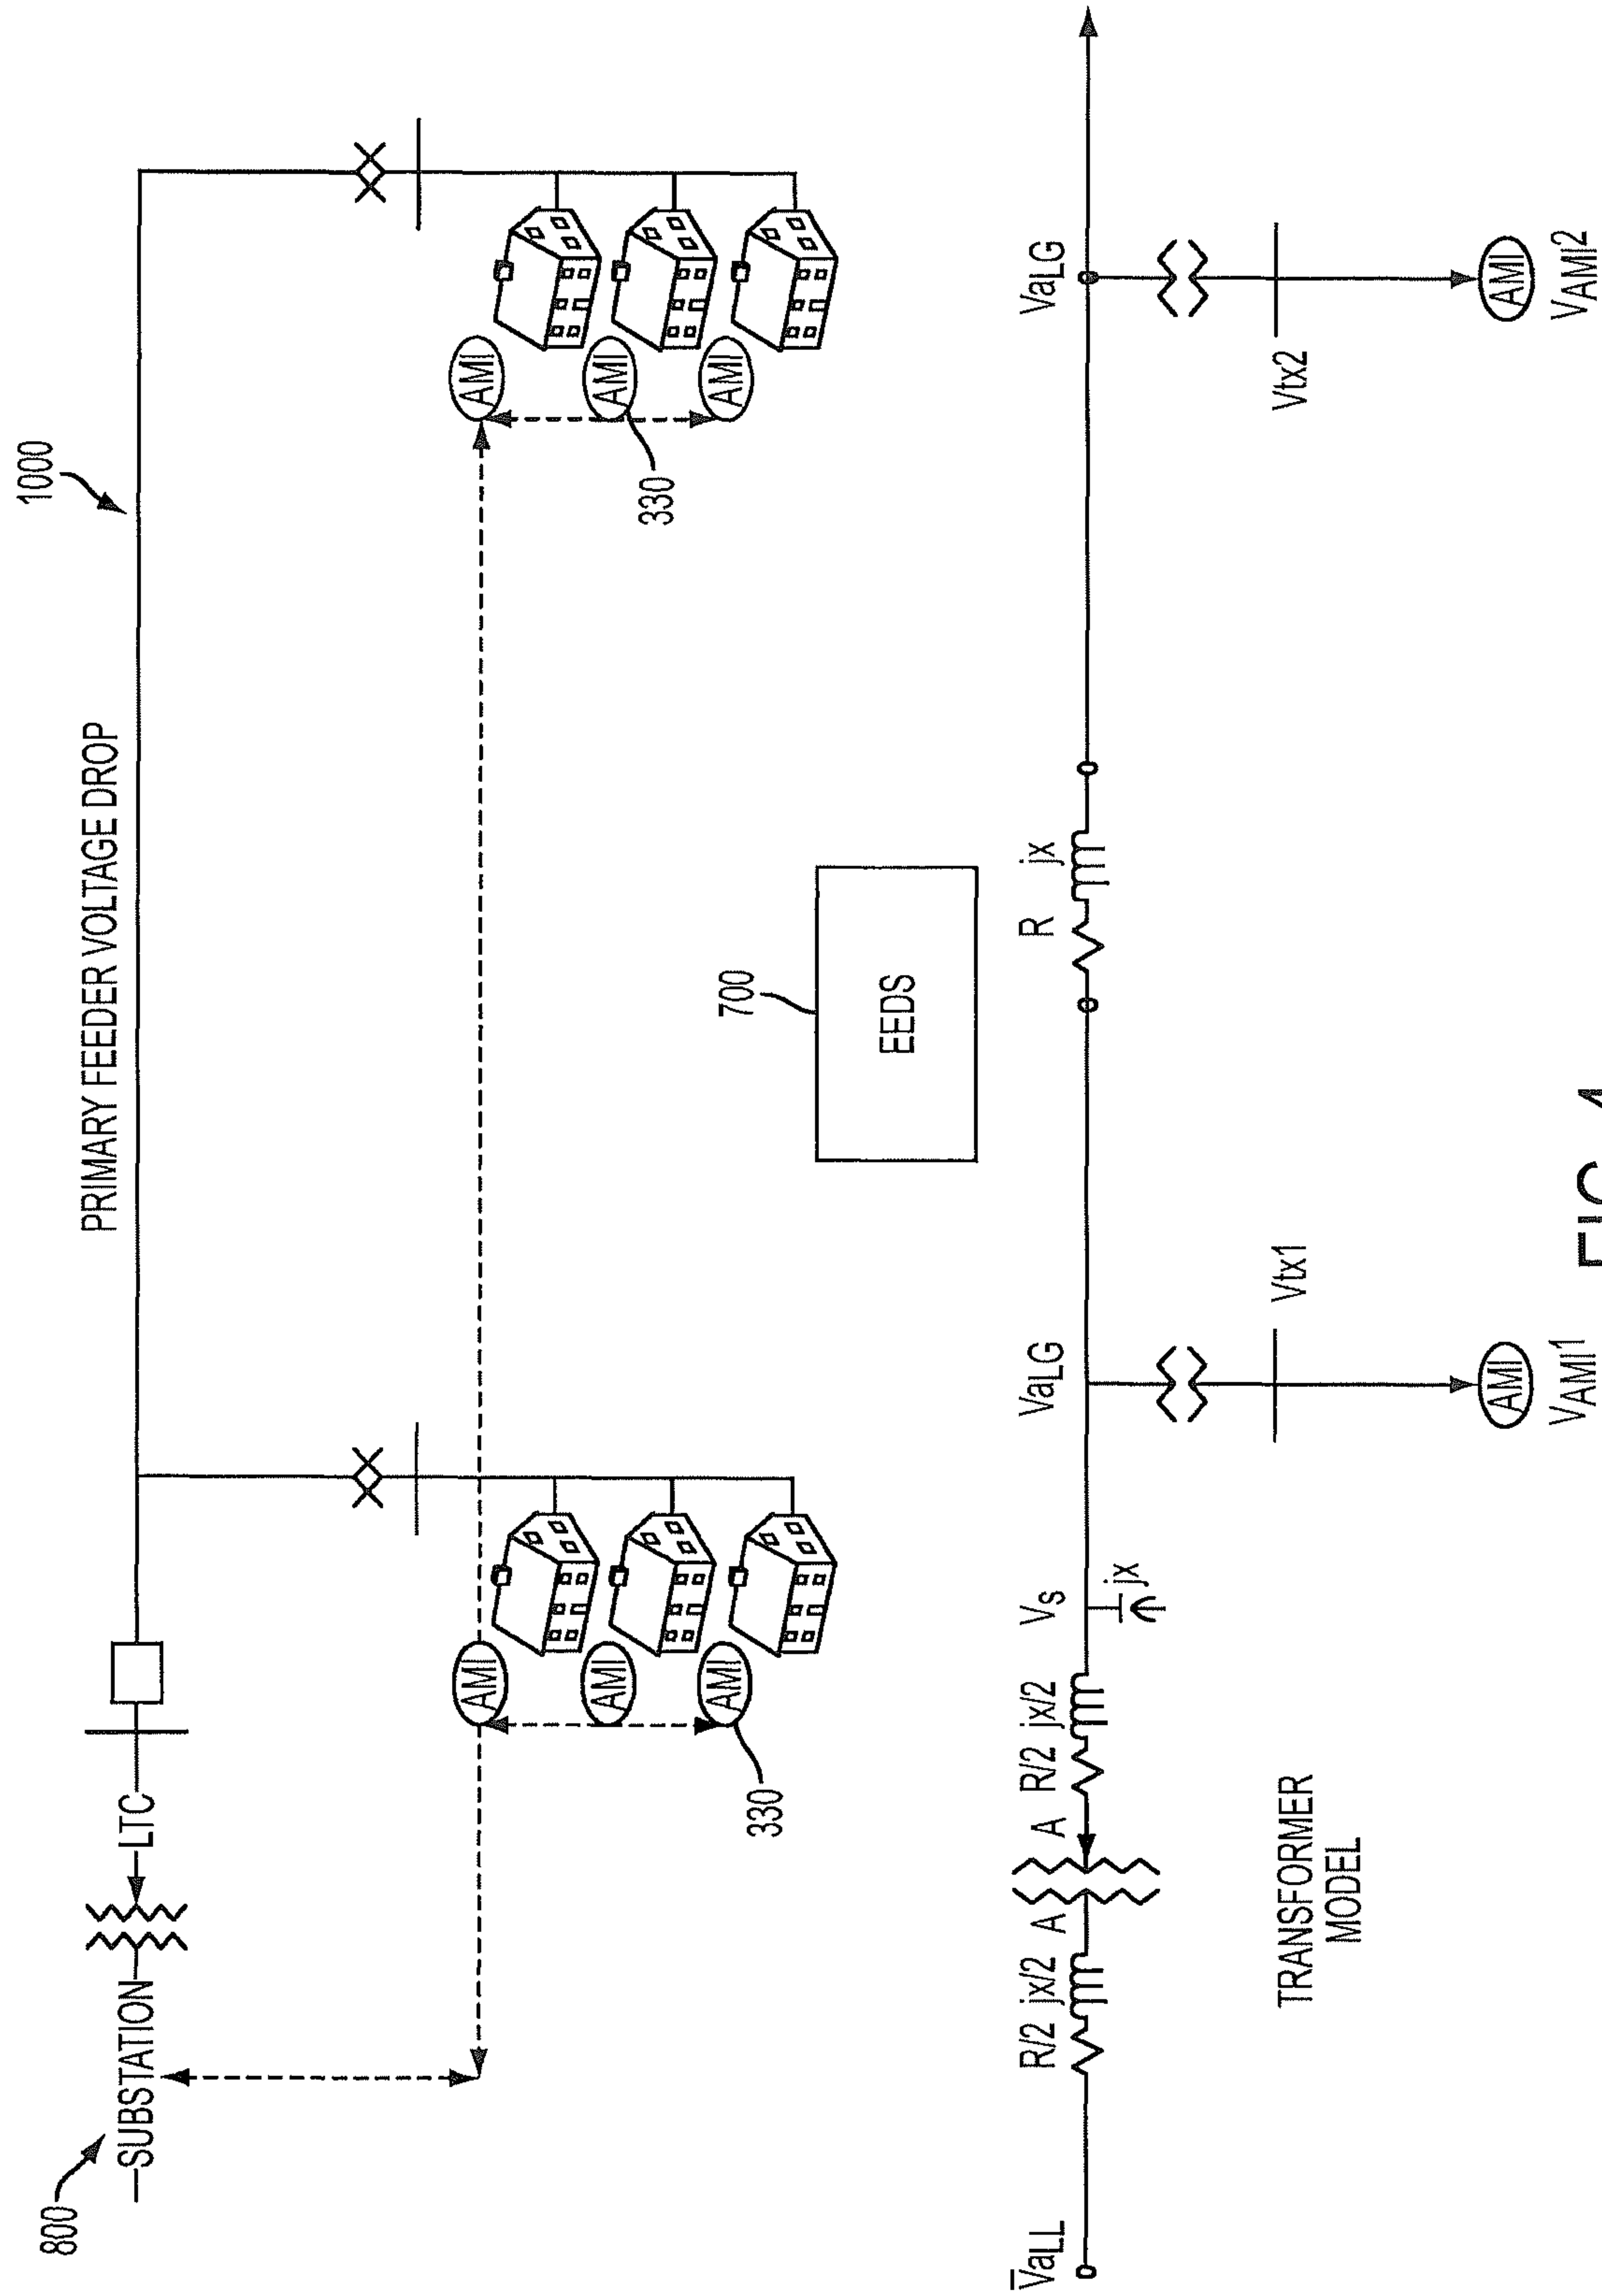 1000
PRIMARY FEEDER VOLTAGE DROP
800
SUBSTATION
LTC
AMI
AMI
AMI
330
AMI
AMI
AMI
330
700
EEDS
V̅aLL
R/2 jx/2
A
A
R/2 jx/2
VS
jx
VaLG
R
jx
VaLG
TRANSFORMER
MODEL
Vtx1
Vtx2
AMI
VAMI1
AMI
VAMI2